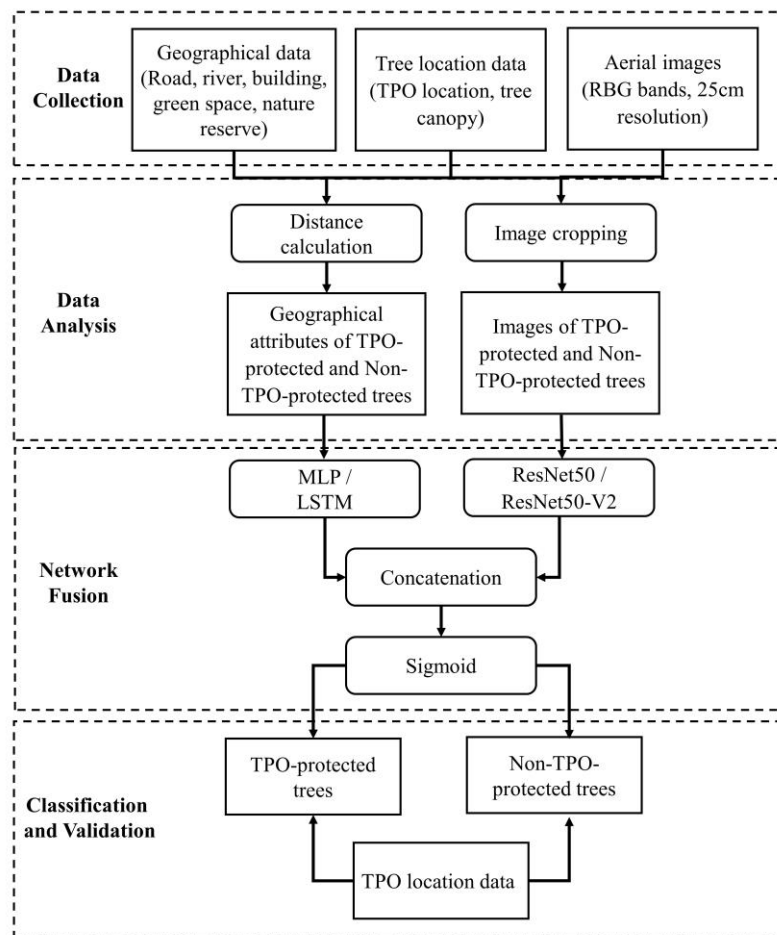 Data
Collection
Geographical data
(Road, river, building,
green space, nature
reserve)
Tree location data
(TPO location, tree
canopy)
Aerial images
(RBG bands, 25cm
resolution)
Data
Analysis
Distance
calculation
Image cropping
Geographical
attributes of TPO-
protected and Non-
TPO-protected trees
Images of TPO-
protected and Non-
TPO-protected trees
Network
Fusion
MLP /
LSTM
ResNet50 /
ResNet50-V2
Concatenation
Sigmoid
Classification
and Validation
TPO-protected
trees
Non-TPO-
protected trees
TPO location data